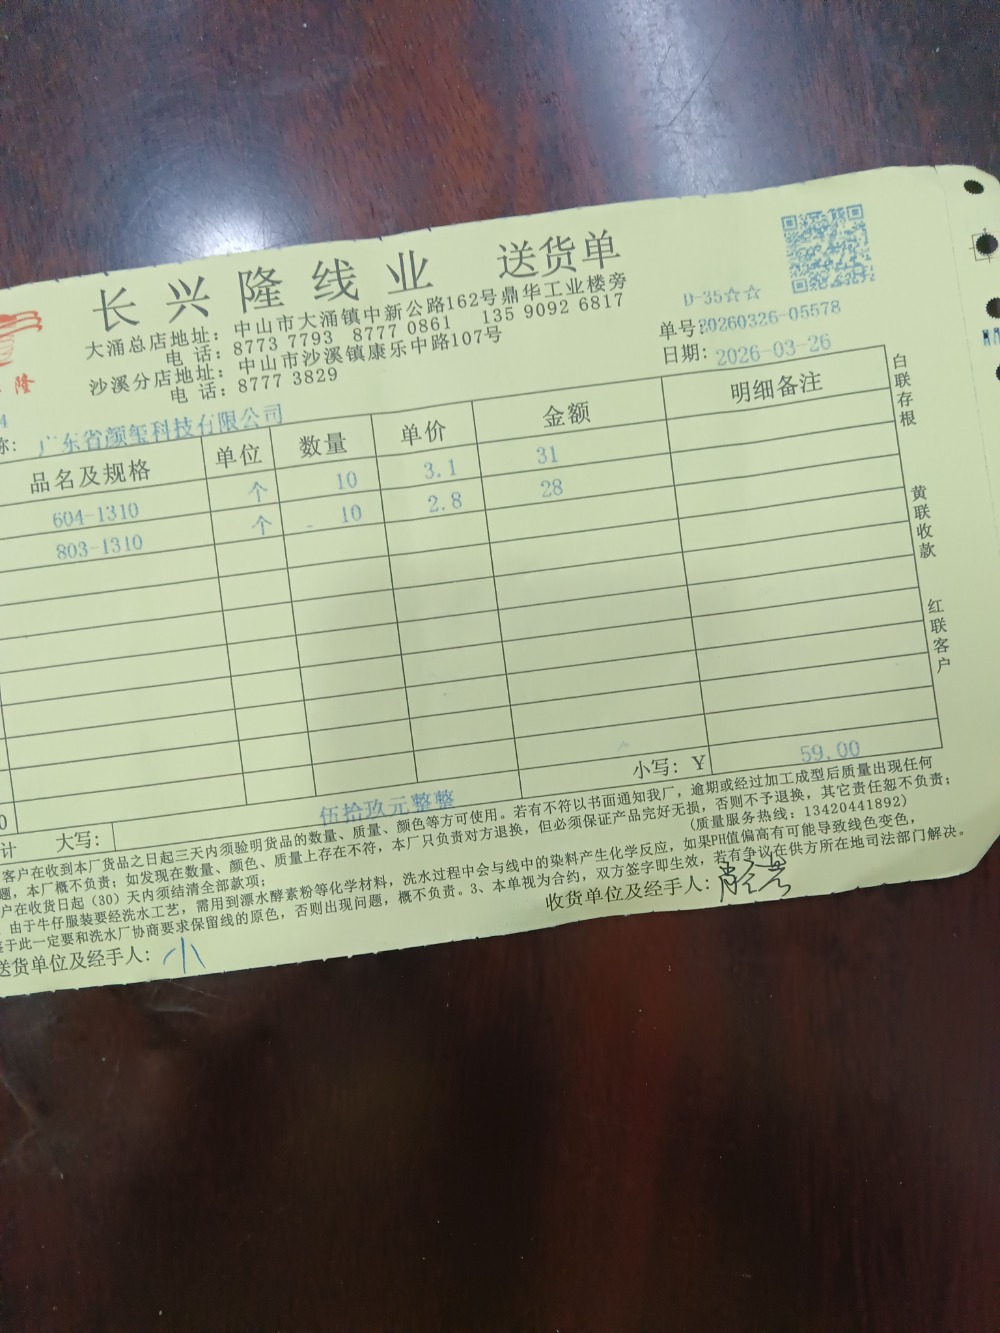 长兴隆线业 送货单
大涌总店地址：中山市大涌镇中新公路162号鼎华工业楼旁
电 话：8773 7793 8777 0861 135 9092 6817
沙溪分店地址：中山市沙溪镇康乐中路107号
电 话：8777 3829
隆
D-35☆☆
单号：20260326-05578
日期：2026-03-26
4
称：广东省颜玺科技有限公司
品名及规格 单位 数量 单价 金额 明细备注
604-1310 个 10 3.1 31
803-1310 个 10 2.8 28
白联存根
黄联收款
红联客户
小写：￥ 59.00
0
计 大写： 伍拾玖元整整
客户在收到本厂货品之日起三天内须验明货品的数量、质量、颜色等方可使用。若有不符以书面通知我厂，逾期或经过加工成型后质量出现任何
题，本厂概不负责；如发现在数量、颜色、质量上存在不符，本厂只负责对方退换，但必须保证产品完好无损，否则不予退换，其它责任恕不负责；
户在收货日起（30）天内须结清全部款项； （质量服务热线：13420441892）
由于牛仔服装要经洗水工艺，需用到漂水酵素粉等化学材料，洗水过程中会与线中的染料产生化学反应，如果PH值偏高有可能导致线色变色，
鉴于此一定要和洗水厂协商要求保留线的原色，否则出现问题，概不负责。3、本单视为合约，双方签字即生效，若有争议在供方所在地司法部门解决。
送货单位及经手人：小 收货单位及经手人：